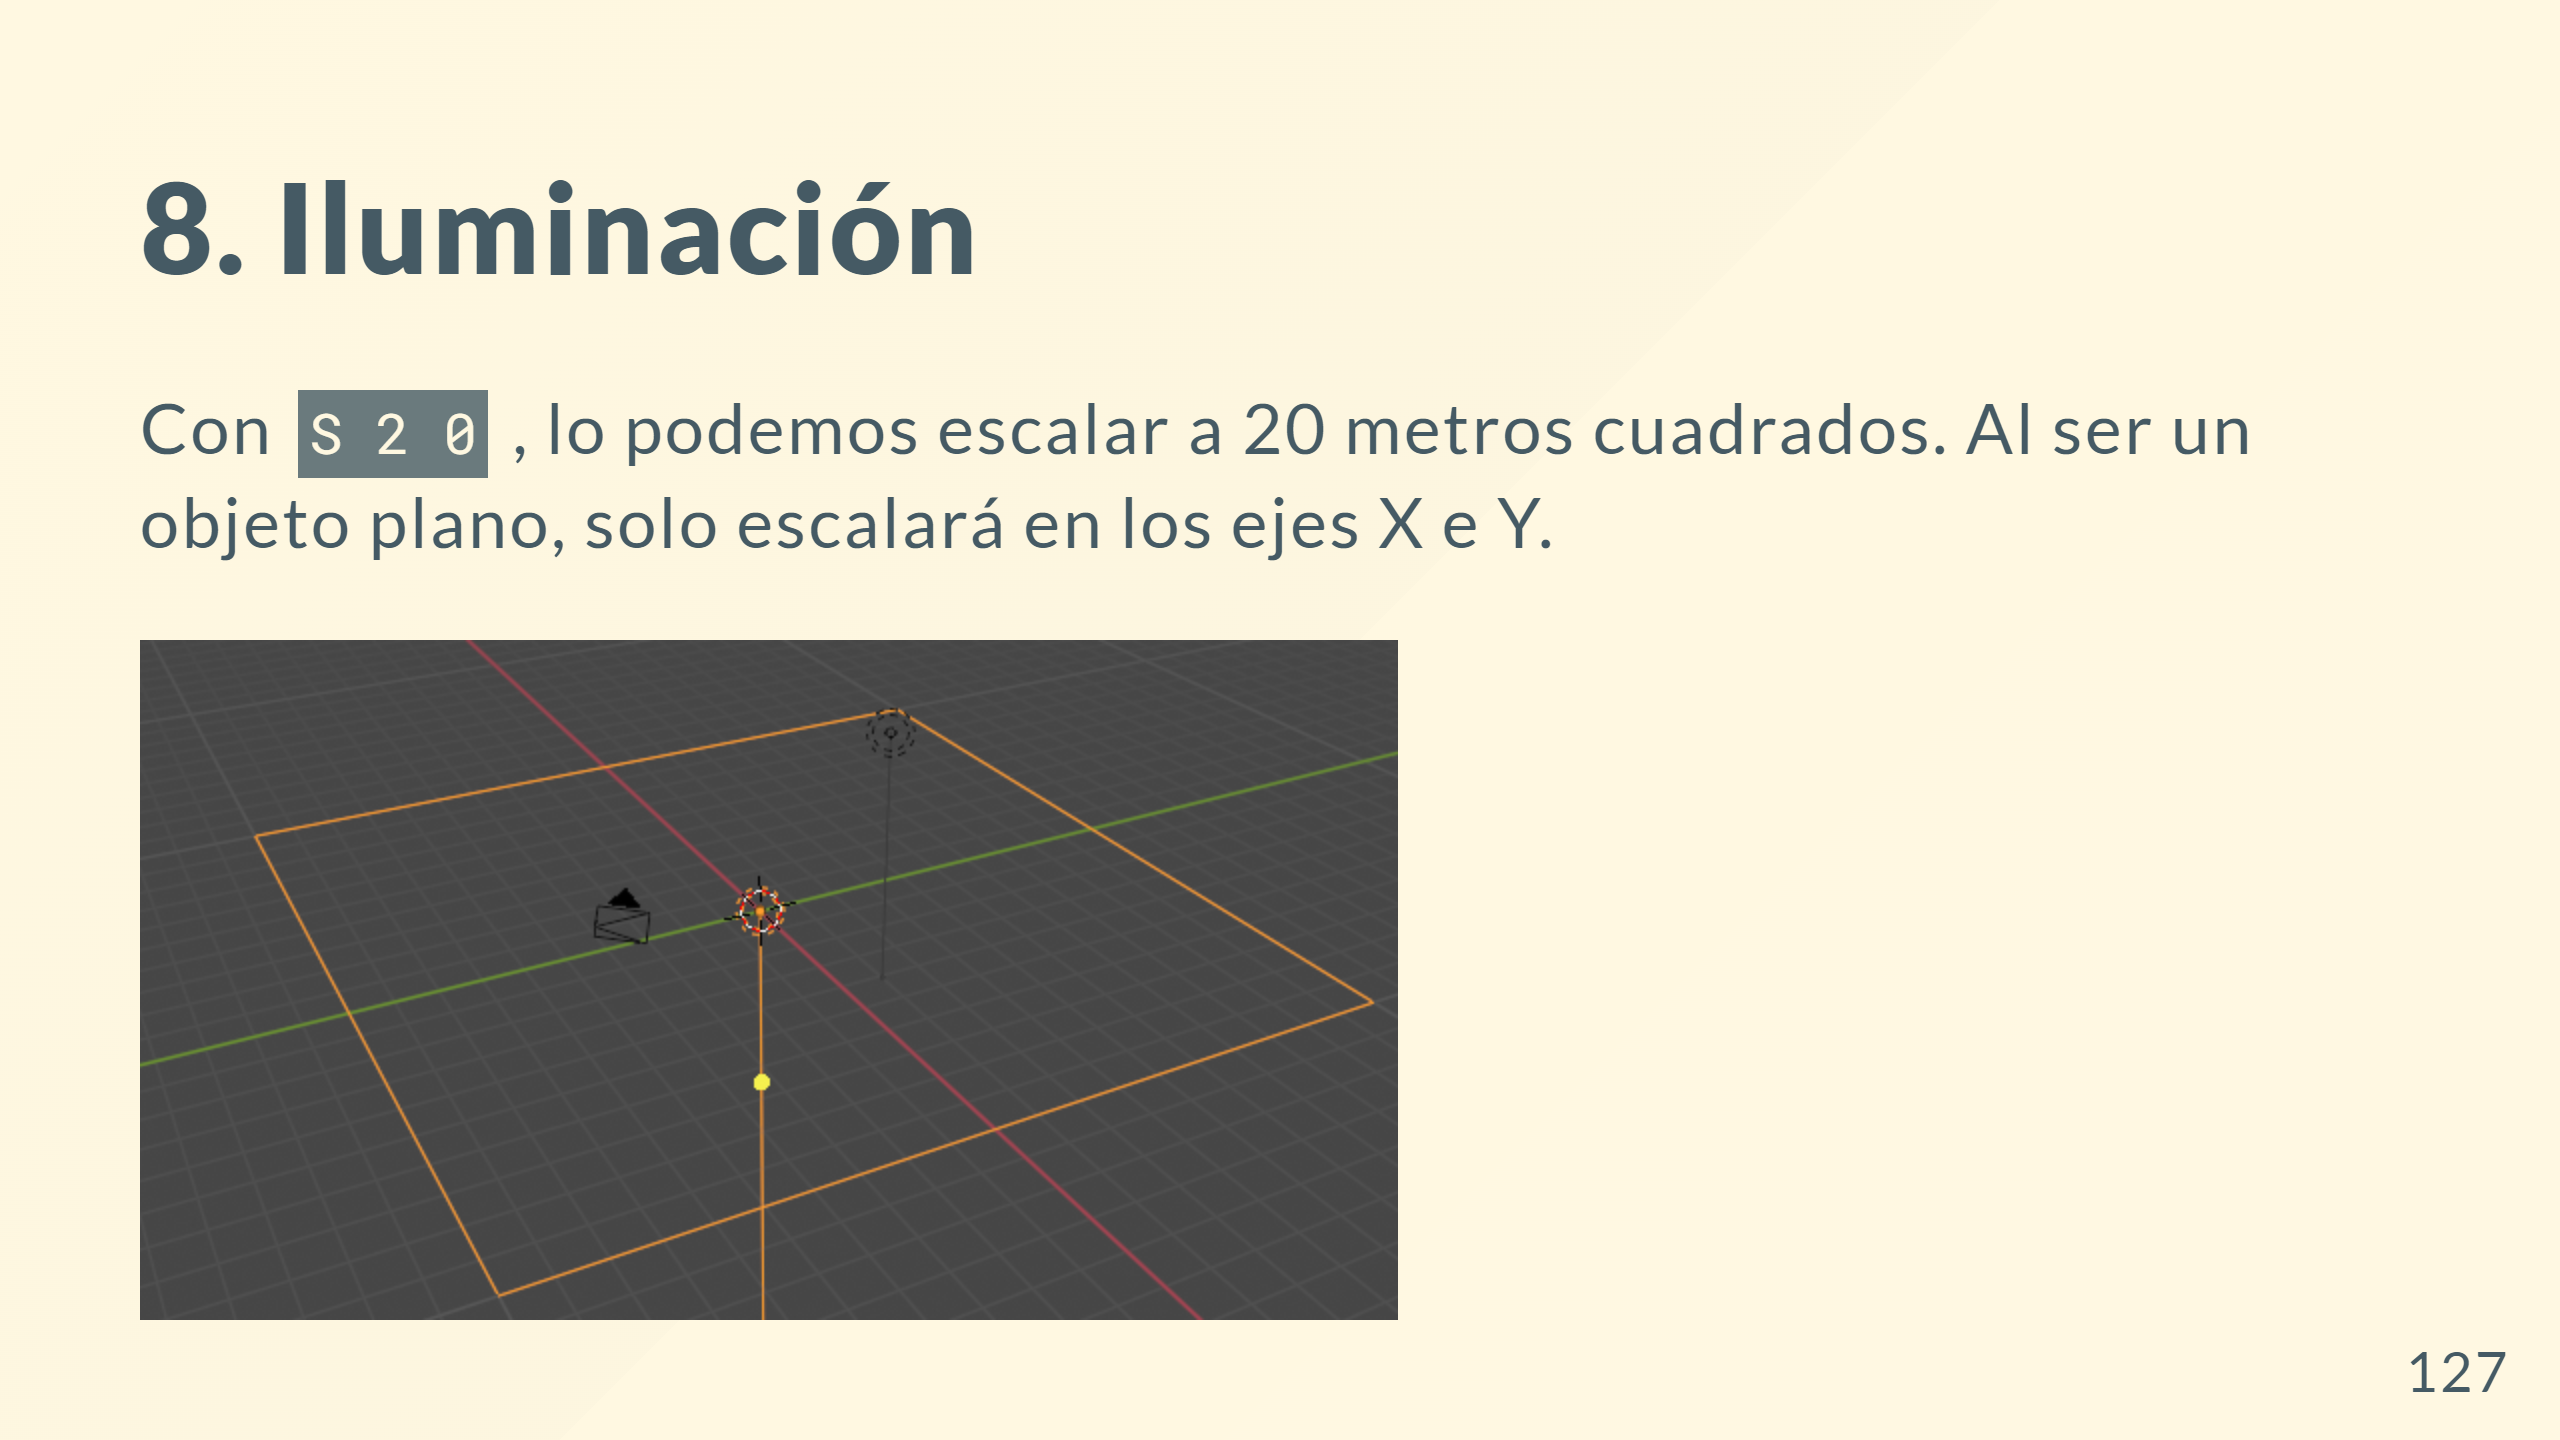 8. Iluminación
Con S 2 0 , lo podemos escalar a 20 metros cuadrados. Al ser un
objeto plano, solo escalará en los ejes X e Y.
127